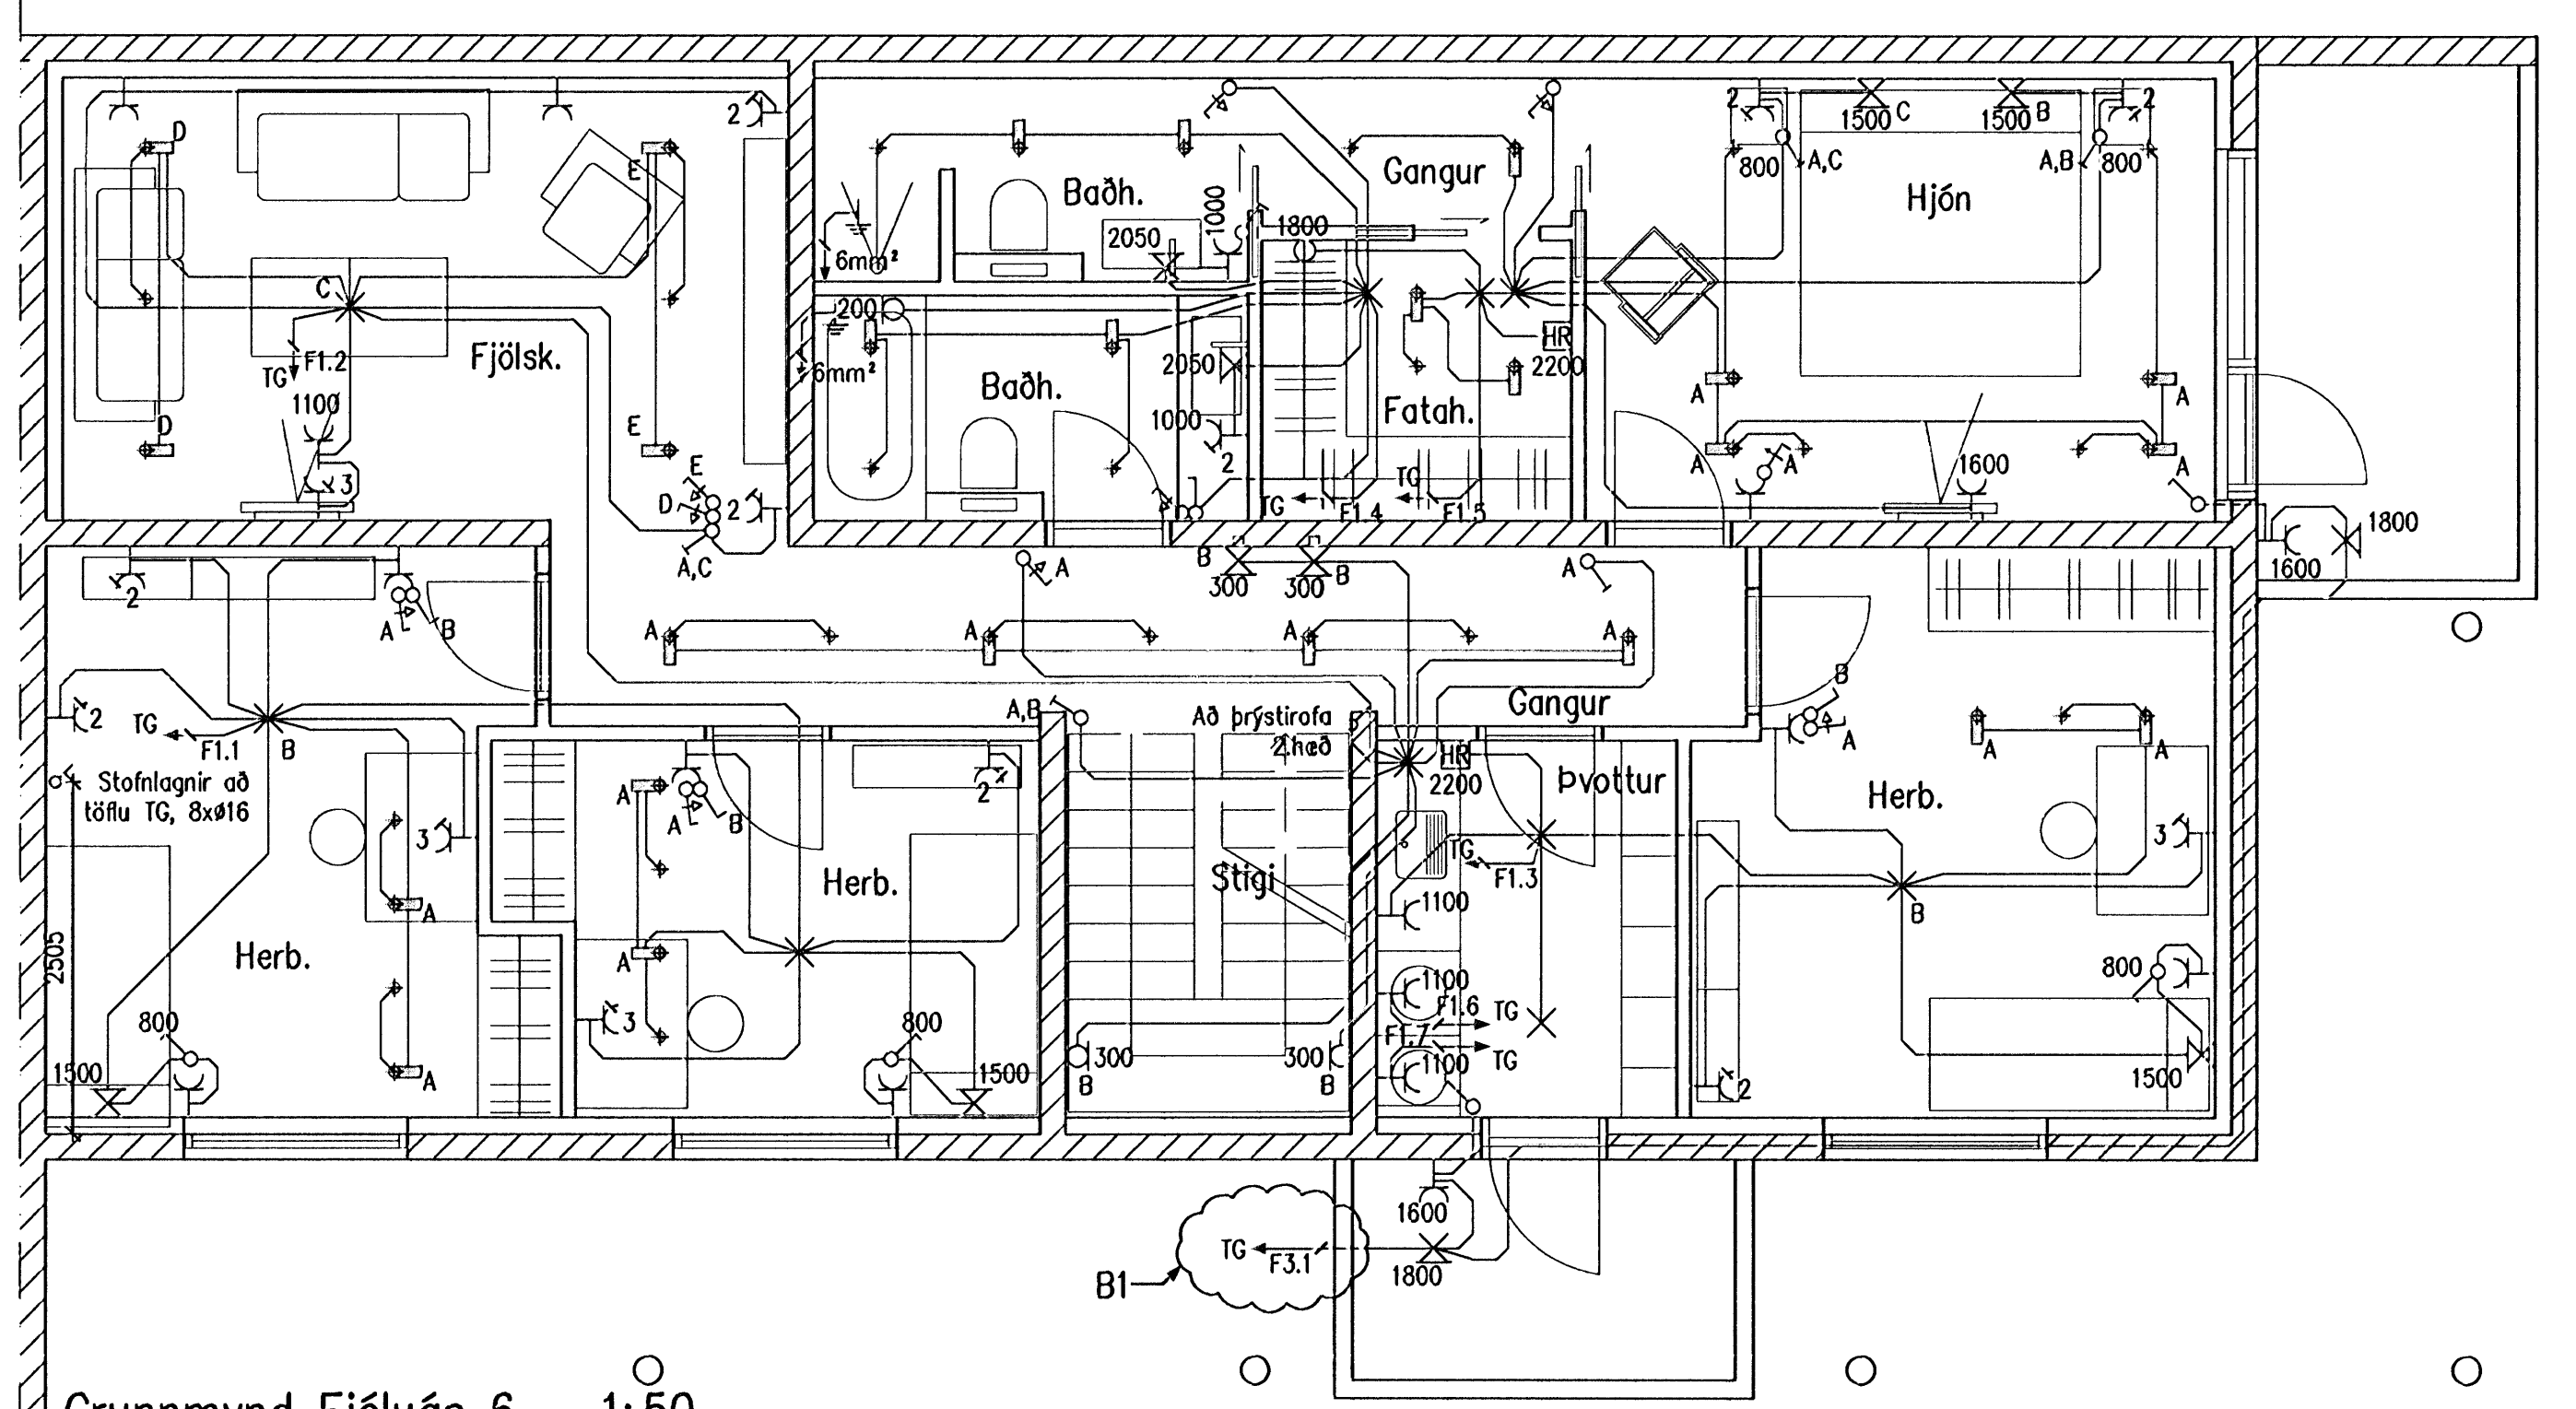 2
D
E
C
F1.2
TG
1100
3
Fjölsk.
D
E
E
D
2
A,C
6mm²
Baðh.
2050
1000
1800
Gangur
200
6mm²
Baðh.
2050
1000
2
HR
2200
Fatah.
TG
F1.4
TG
F1.5
2
1500
C
1500
B
2
800
A,C
A,B
800
Hjón
A
A
A
A
1600
A
1800
1600
2
A
B
2
TG
F1.1
B
Stofnlagnir að
töflu TG, 8xø16
3
A
2505
Herb.
800
1500
A
A
A
B
2
Herb.
A
3
800
1500
A
B
300
300
B
A
A
A
A
A
A,B
Að þrýstirofa
2.hæð
Gangur
HR
2200
Þvottur
Stigi
TG
F1.3
1100
1100
F1.6
TG
F1.7
TG
1100
300
B
300
B
B
A
A
A
Herb.
3
B
800
1500
2
1600
TG
F3.1
1800
B1
Grunnmynd Fjóluás 6 1:50